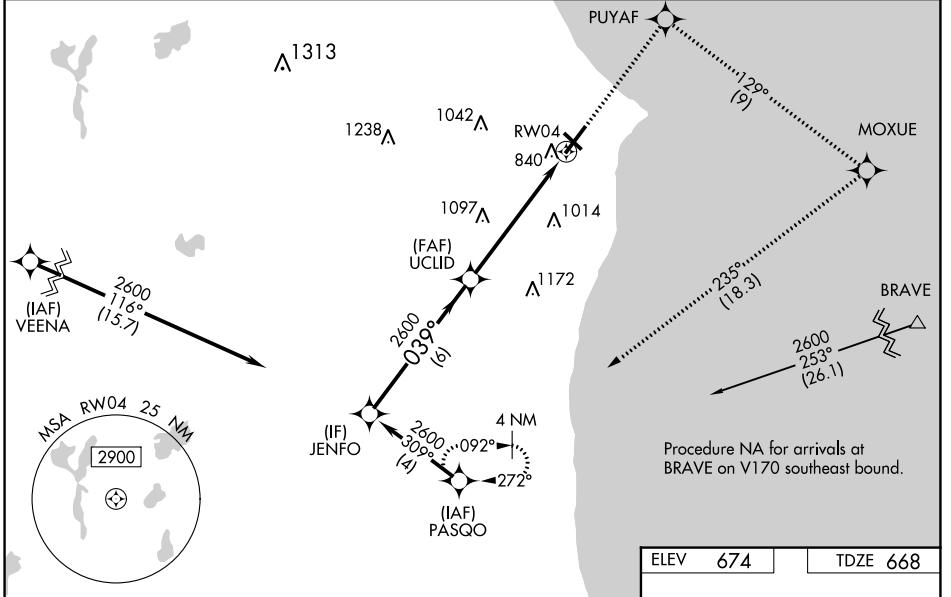 PUYAF
1313
129°
(9)
1042
1238
RW04
840
MOXUE
1097
1014
(FAF)
UCLID
1172
235°
(18.3)
BRAVE
(IAF)
VEENA
2600
116°
(15.7)
2600
039°
(6)
2600
253°
(26.1)
MSA RW04 25 NM
2900
(IF)
JENFO
2600
309°
(4)
4 NM
092°
272°
(IAF)
PASQO
Procedure NA for arrivals at
BRAVE on V170 southeast bound.
ELEV 674
TDZE 668